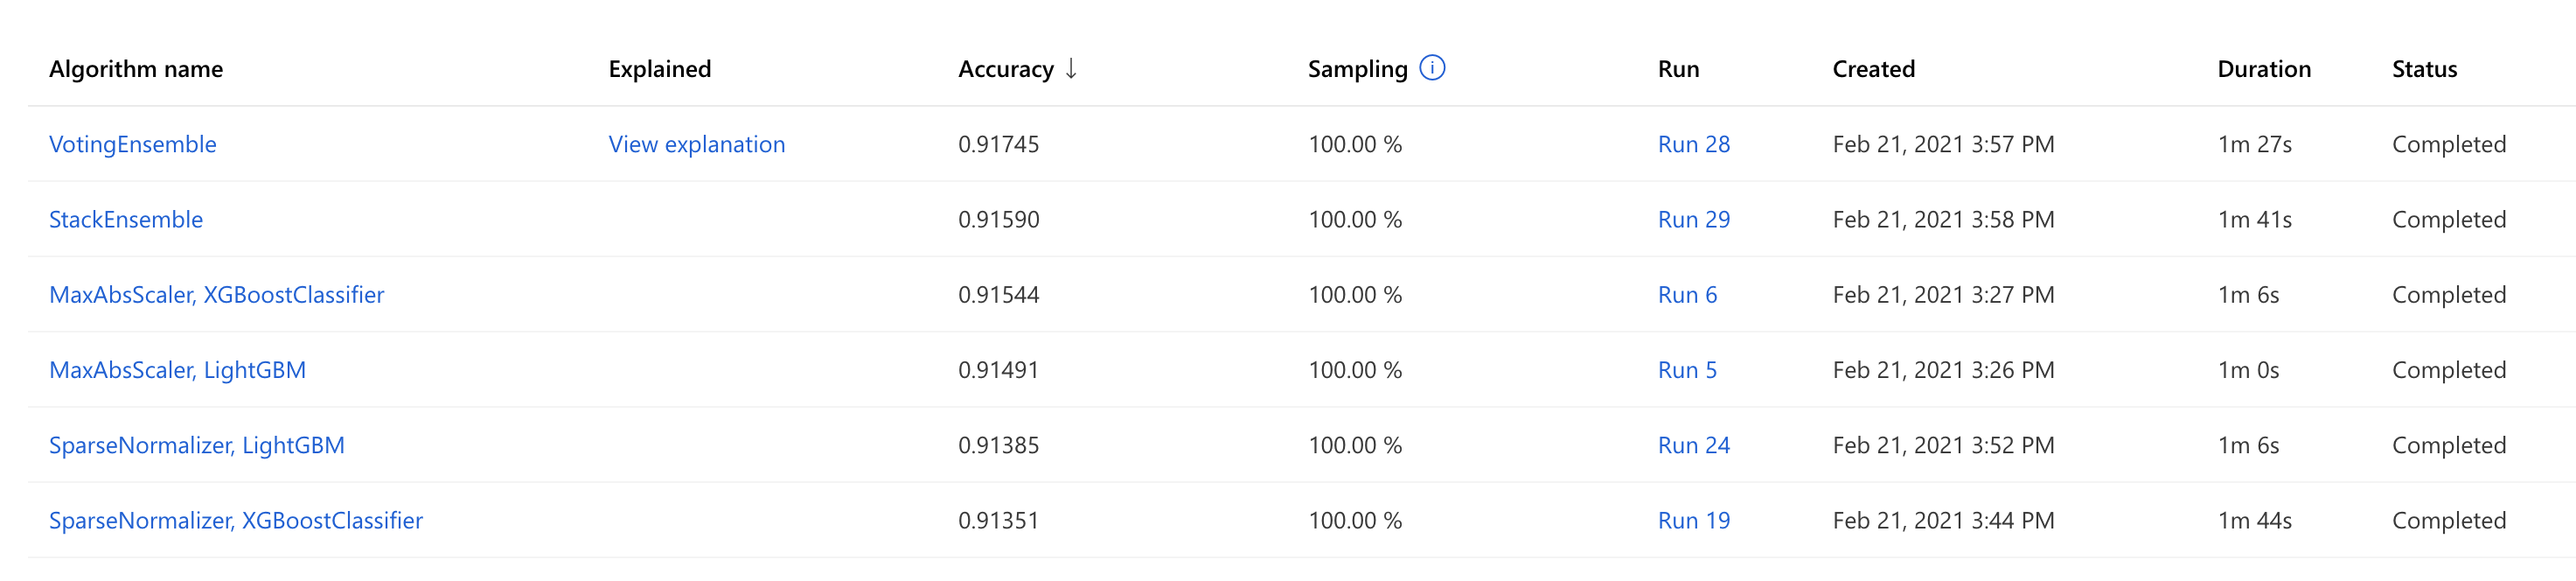 Algorithm name Explained Accuracy ↓ Sampling Run Created Duration Status
VotingEnsemble View explanation 0.91745 100.00 % Run 28 Feb 21, 2021 3:57 PM 1m 27s Completed
StackEnsemble 0.91590 100.00 % Run 29 Feb 21, 2021 3:58 PM 1m 41s Completed
MaxAbsScaler, XGBoostClassifier 0.91544 100.00 % Run 6 Feb 21, 2021 3:27 PM 1m 6s Completed
MaxAbsScaler, LightGBM 0.91491 100.00 % Run 5 Feb 21, 2021 3:26 PM 1m 0s Completed
SparseNormalizer, LightGBM 0.91385 100.00 % Run 24 Feb 21, 2021 3:52 PM 1m 6s Completed
SparseNormalizer, XGBoostClassifier 0.91351 100.00 % Run 19 Feb 21, 2021 3:44 PM 1m 44s Completed